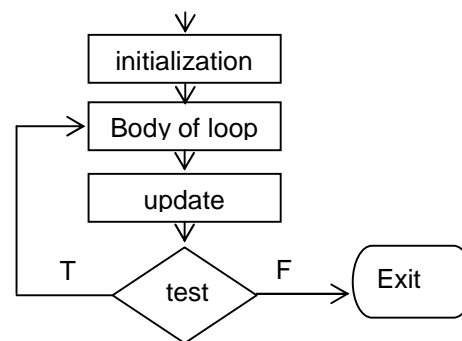 initialization
Body of loop
update
T
F
test
Exit